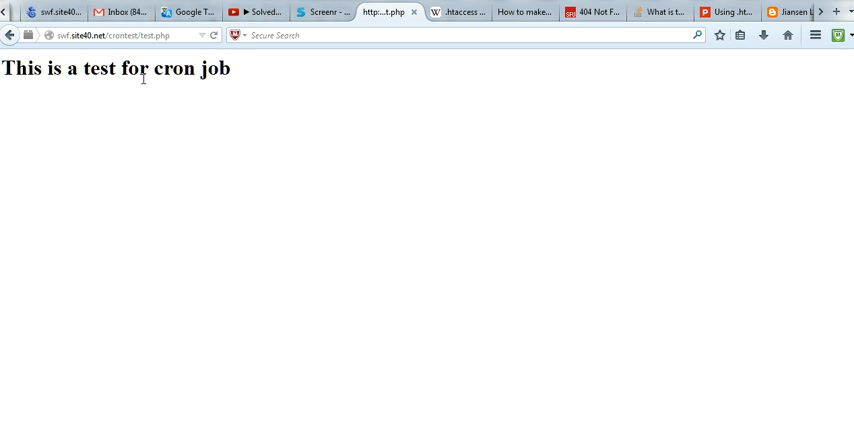 swf.site40...
Inbox (84...
Google T...
▶ Solved...
Screenr - ...
http:...t.php
.htaccess ...
How to make...
404 Not F...
What is t...
Using .ht...
Jiansen L
swf.site40.net/crontest/test.php
Secure Search
This is a test for cron job